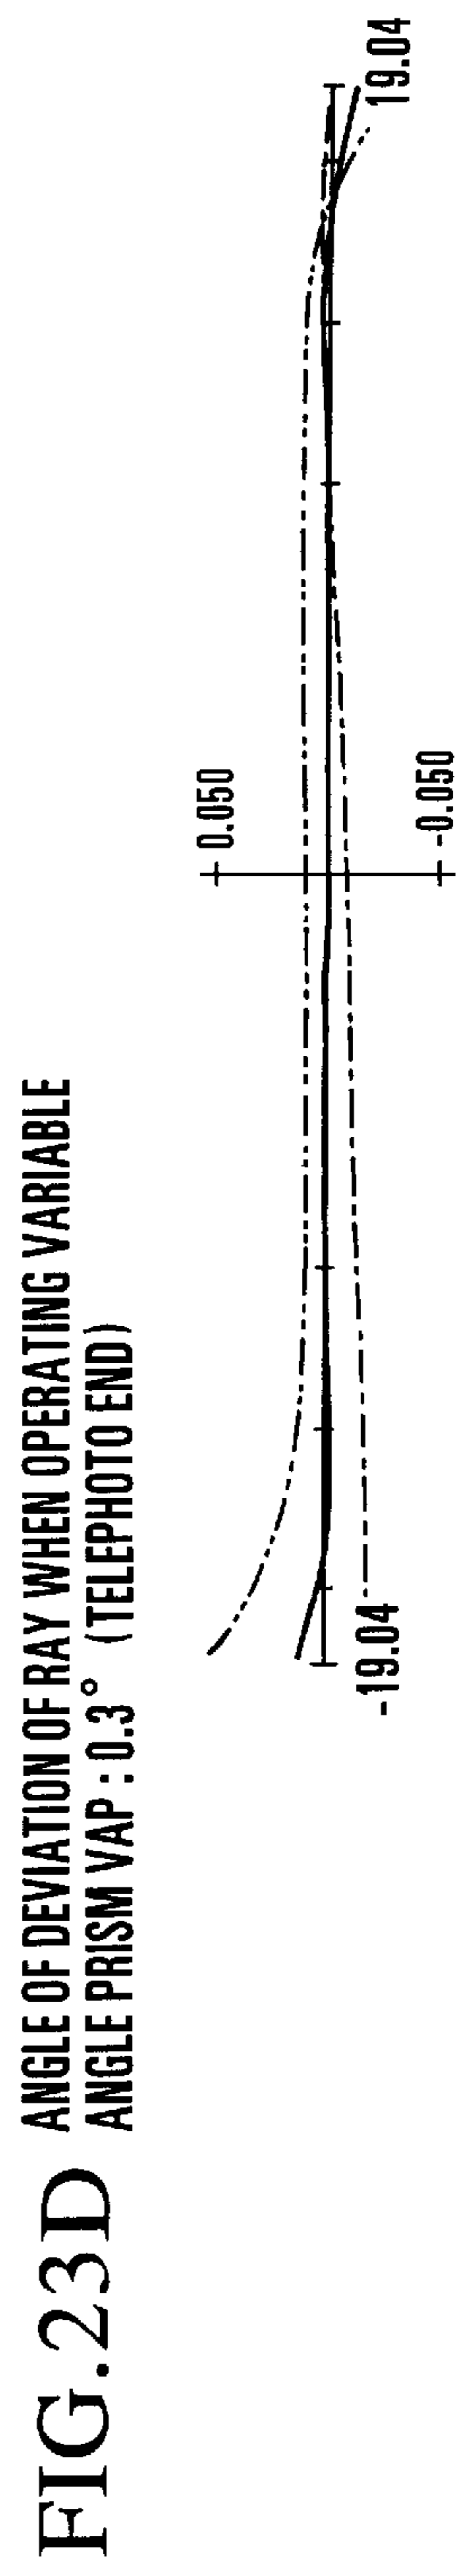 FIG.23D
ANGLE OF DEVIATION OF RAY WHEN OPERATING VARIABLE
ANGLE PRISM VAP : 0.3° (TELEPHOTO END)
0.050
-19.04
19.04
-0.050